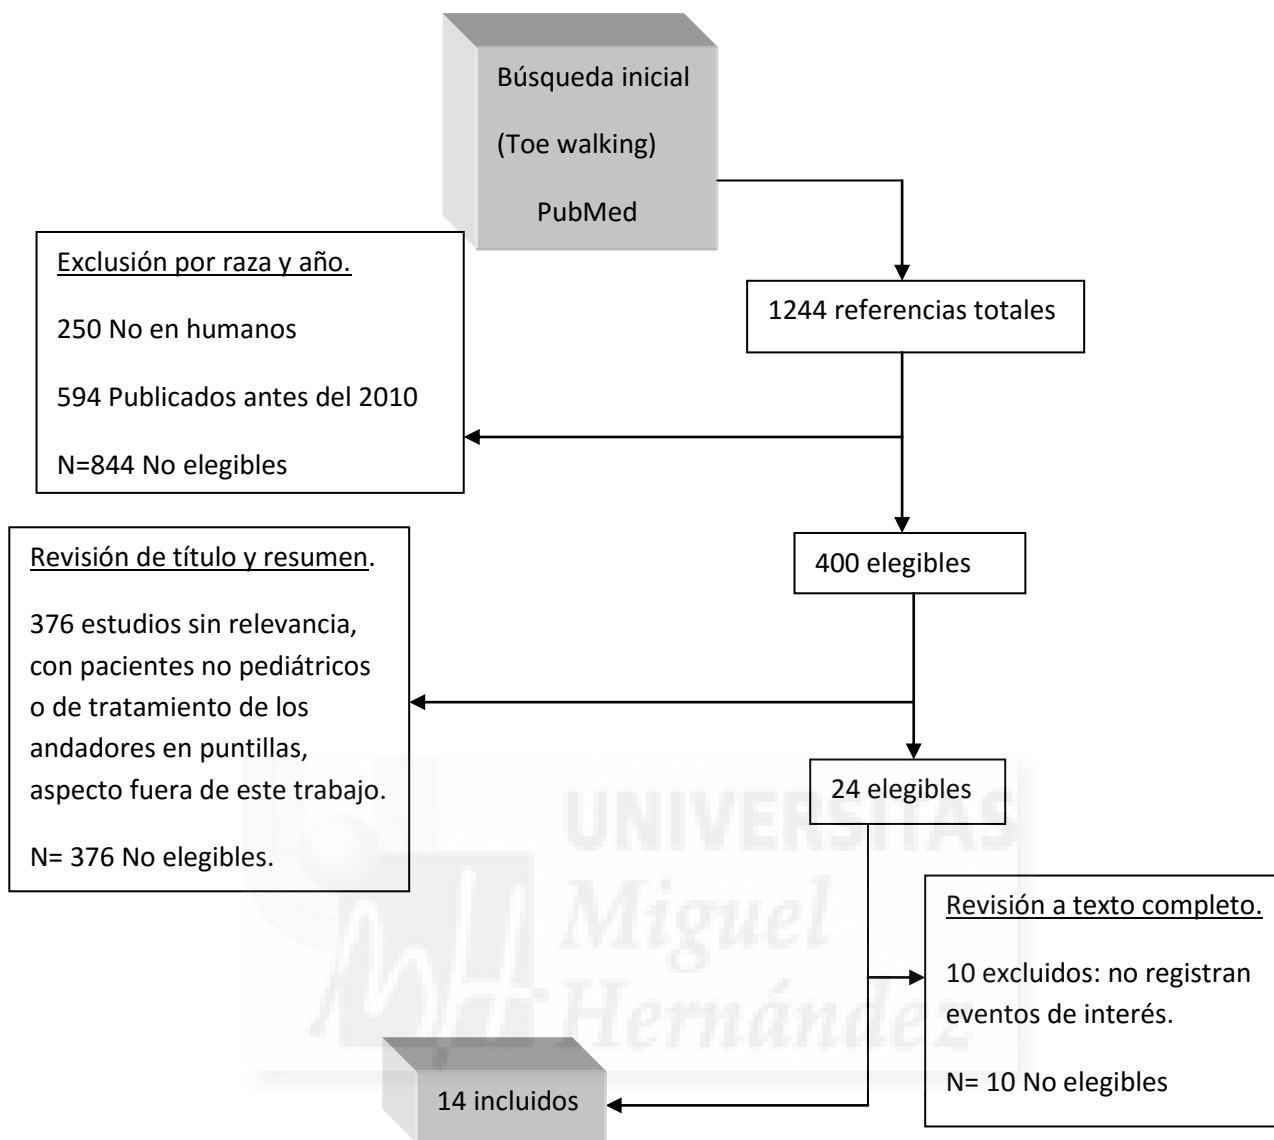 Búsqueda inicial
(Toe walking)
PubMed
Exclusión por raza y año.
250 No en humanos
594 Publicados antes del 2010
N=844 No elegibles
1244 referencias totales
Revisión de título y resumen.
376 estudios sin relevancia,
con pacientes no pediátricos
o de tratamiento de los
andadores en puntillas,
aspecto fuera de este trabajo.
N= 376 No elegibles.
400 elegibles
24 elegibles
UNIVERSITAS
Miguel
Hernández
Revisión a texto completo.
10 excluidos: no registran
eventos de interés.
N= 10 No elegibles
14 incluidos